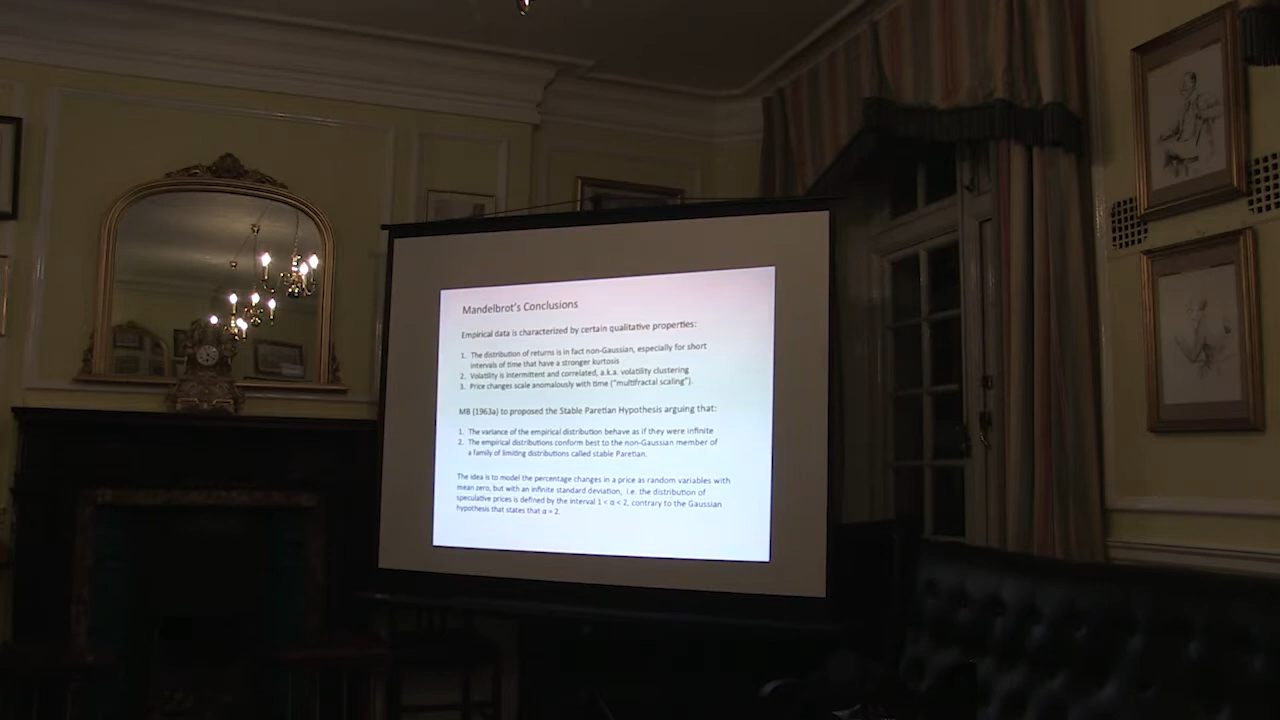 Mandelbrot's Conclusions
Empirical data is characterized by certain qualitative properties:
1. The distribution of returns is in fact non-Gaussian, especially for short
intervals of time that have a stronger kurtosis
2. Volatility is intermittent and correlated, a.k.a. volatility clustering
3. Price changes scale anomalously with time ("multifractal scaling").
MB (1963a) to proposed the Stable Paretian Hypothesis arguing that:
1. The variance of the empirical distribution behave as if they were infinite
2. The empirical distributions conform best to the non-Gaussian member of
a family of limiting distributions called stable Paretian.
The idea is to model the percentage changes in a price as random variables with
mean zero, but with an infinite standard deviation, i.e. the distribution of
speculative prices is defined by the interval 1 < α < 2, contrary to the Gaussian
hypothesis that states that α = 2.